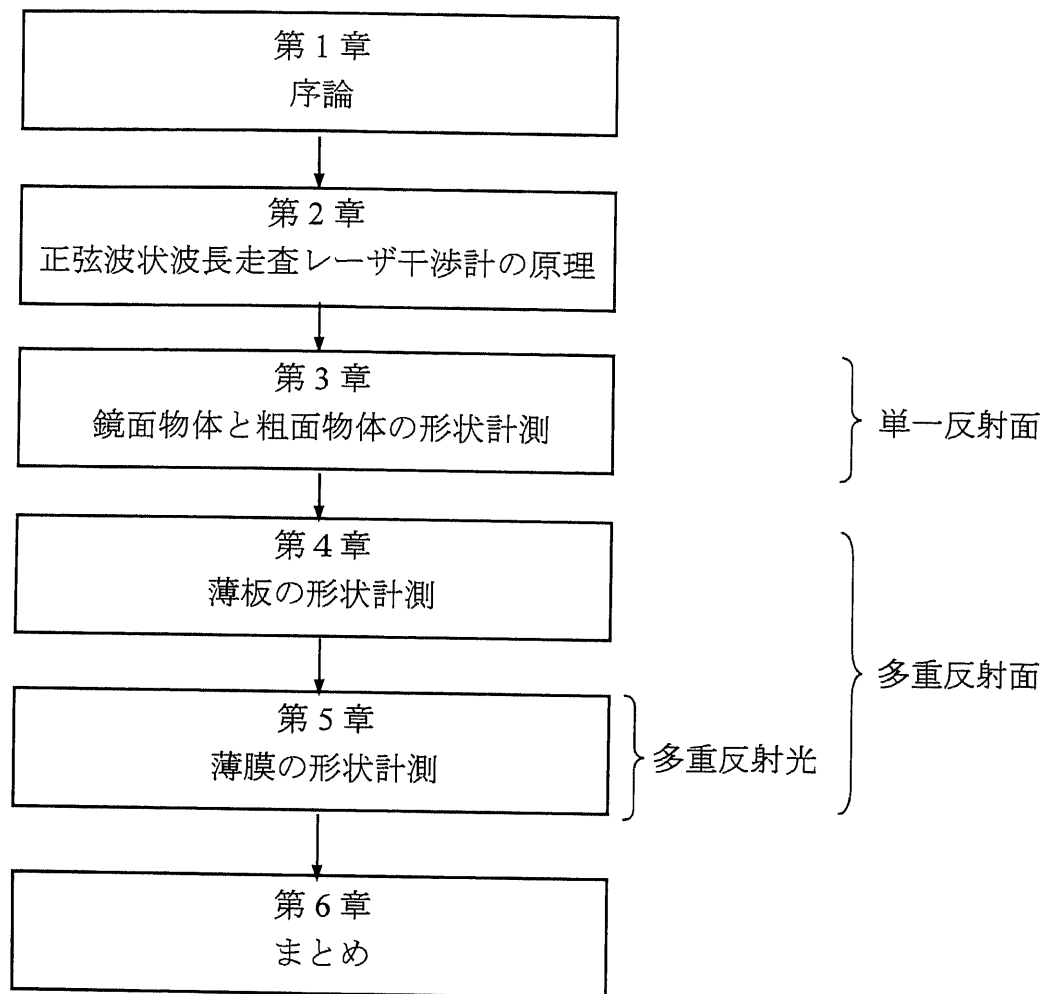 第1章
序論
第2章
正弦波状波長走査レーザ干渉計の原理
第3章
鏡面物体と粗面物体の形状計測
単一反射面
第4章
薄板の形状計測
多重反射面
第5章
薄膜の形状計測
多重反射光
第6章
まとめ